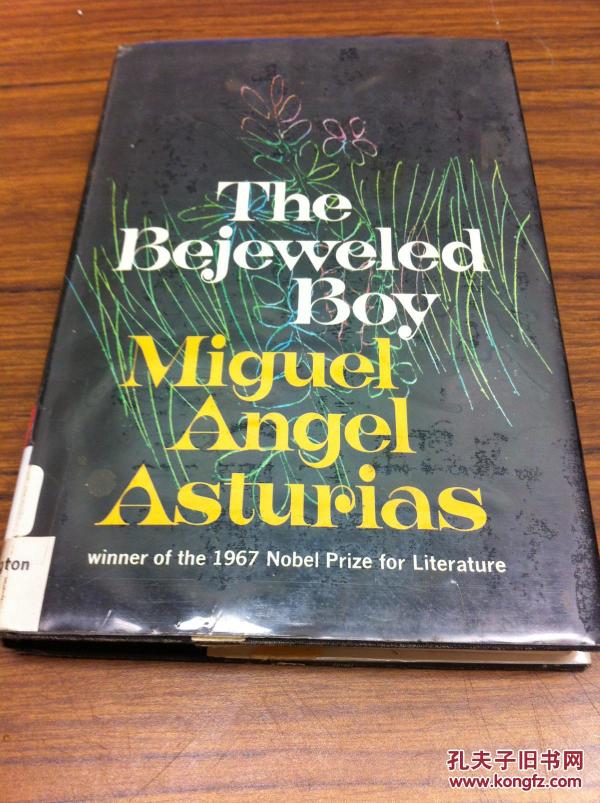 The
Bejeweled
Boy
Miguel
Angel
Asturias
winner of the 1967 Nobel Prize for Literature
孔夫子旧书网
www.kongfz.com